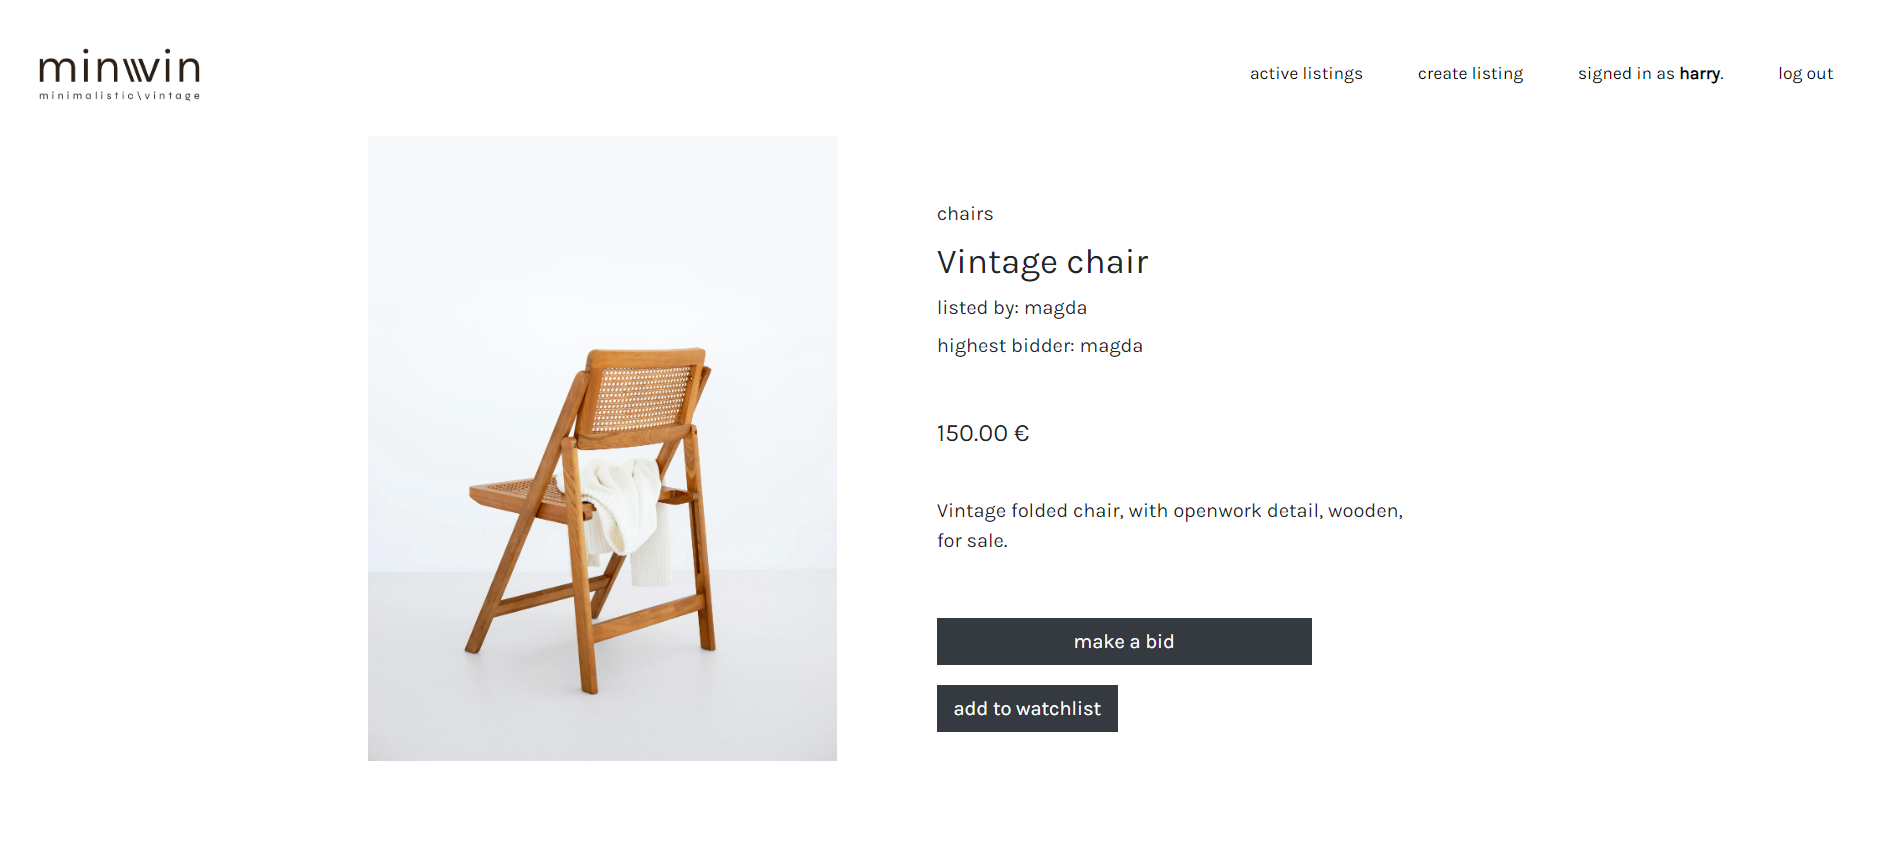 minwin
minimalistic\vintage
active listings
create listing
signed in as harry.
log out
chairs
Vintage chair
listed by: magda
highest bidder: magda
150.00 €
Vintage folded chair, with openwork detail, wooden,
for sale.
make a bid
add to watchlist